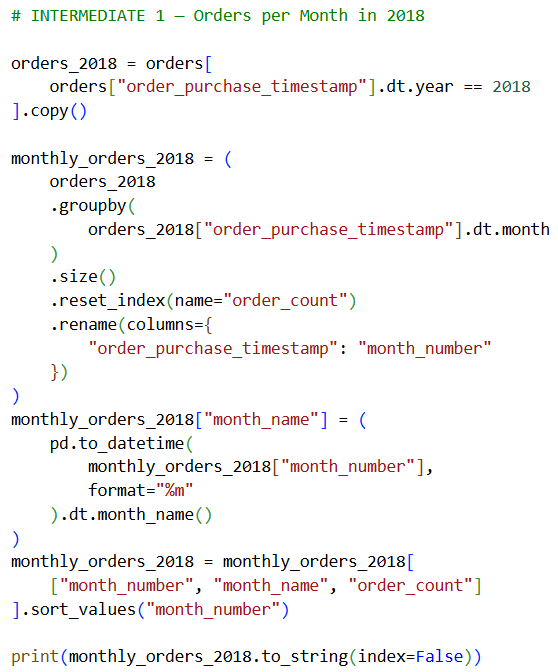 # INTERMEDIATE 1 — Orders per Month in 2018
orders_2018 = orders[
    orders["order_purchase_timestamp"].dt.year == 2018
].copy()
monthly_orders_2018 = (
    orders_2018
    .groupby(
        orders_2018["order_purchase_timestamp"].dt.month
    )
    .size()
    .reset_index(name="order_count")
    .rename(columns={
        "order_purchase_timestamp": "month_number"
    })
)
monthly_orders_2018["month_name"] = (
    pd.to_datetime(
        monthly_orders_2018["month_number"],
        format="%m"
    ).dt.month_name()
)
monthly_orders_2018 = monthly_orders_2018[
    ["month_number", "month_name", "order_count"]
].sort_values("month_number")
print(monthly_orders_2018.to_string(index=False))